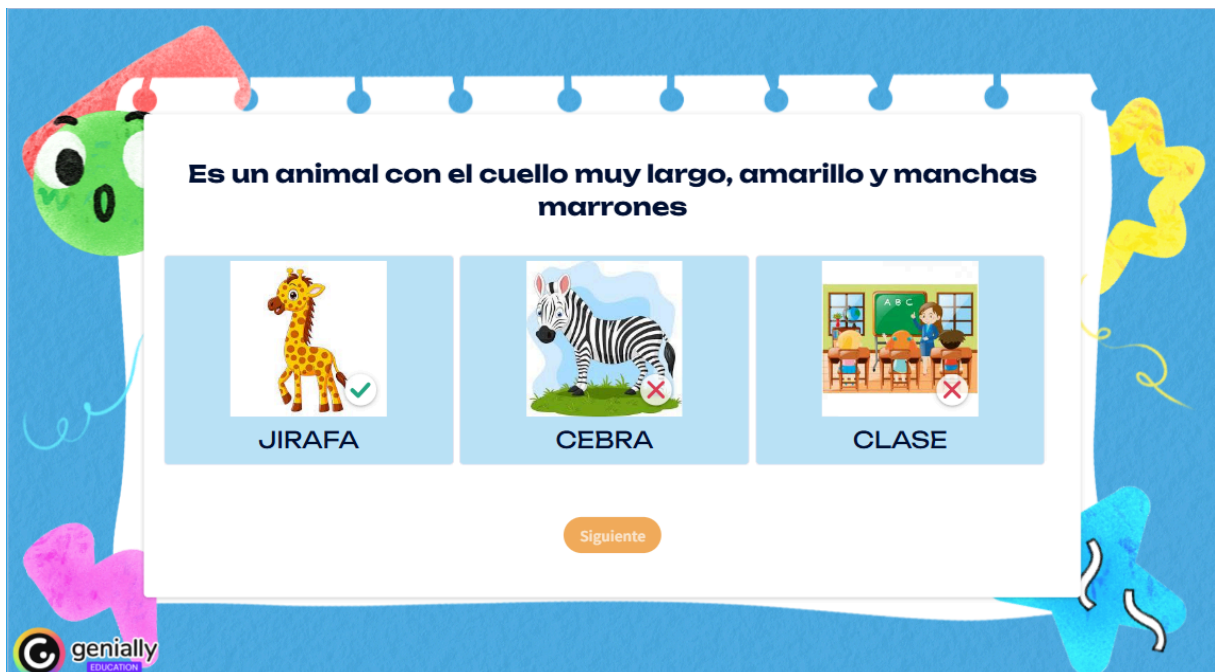 Es un animal con el cuello muy largo, amarillo y manchas
marrones
A B C
JIRAFA
CEBRA
CLASE
Siguiente
genially
EDUCATION